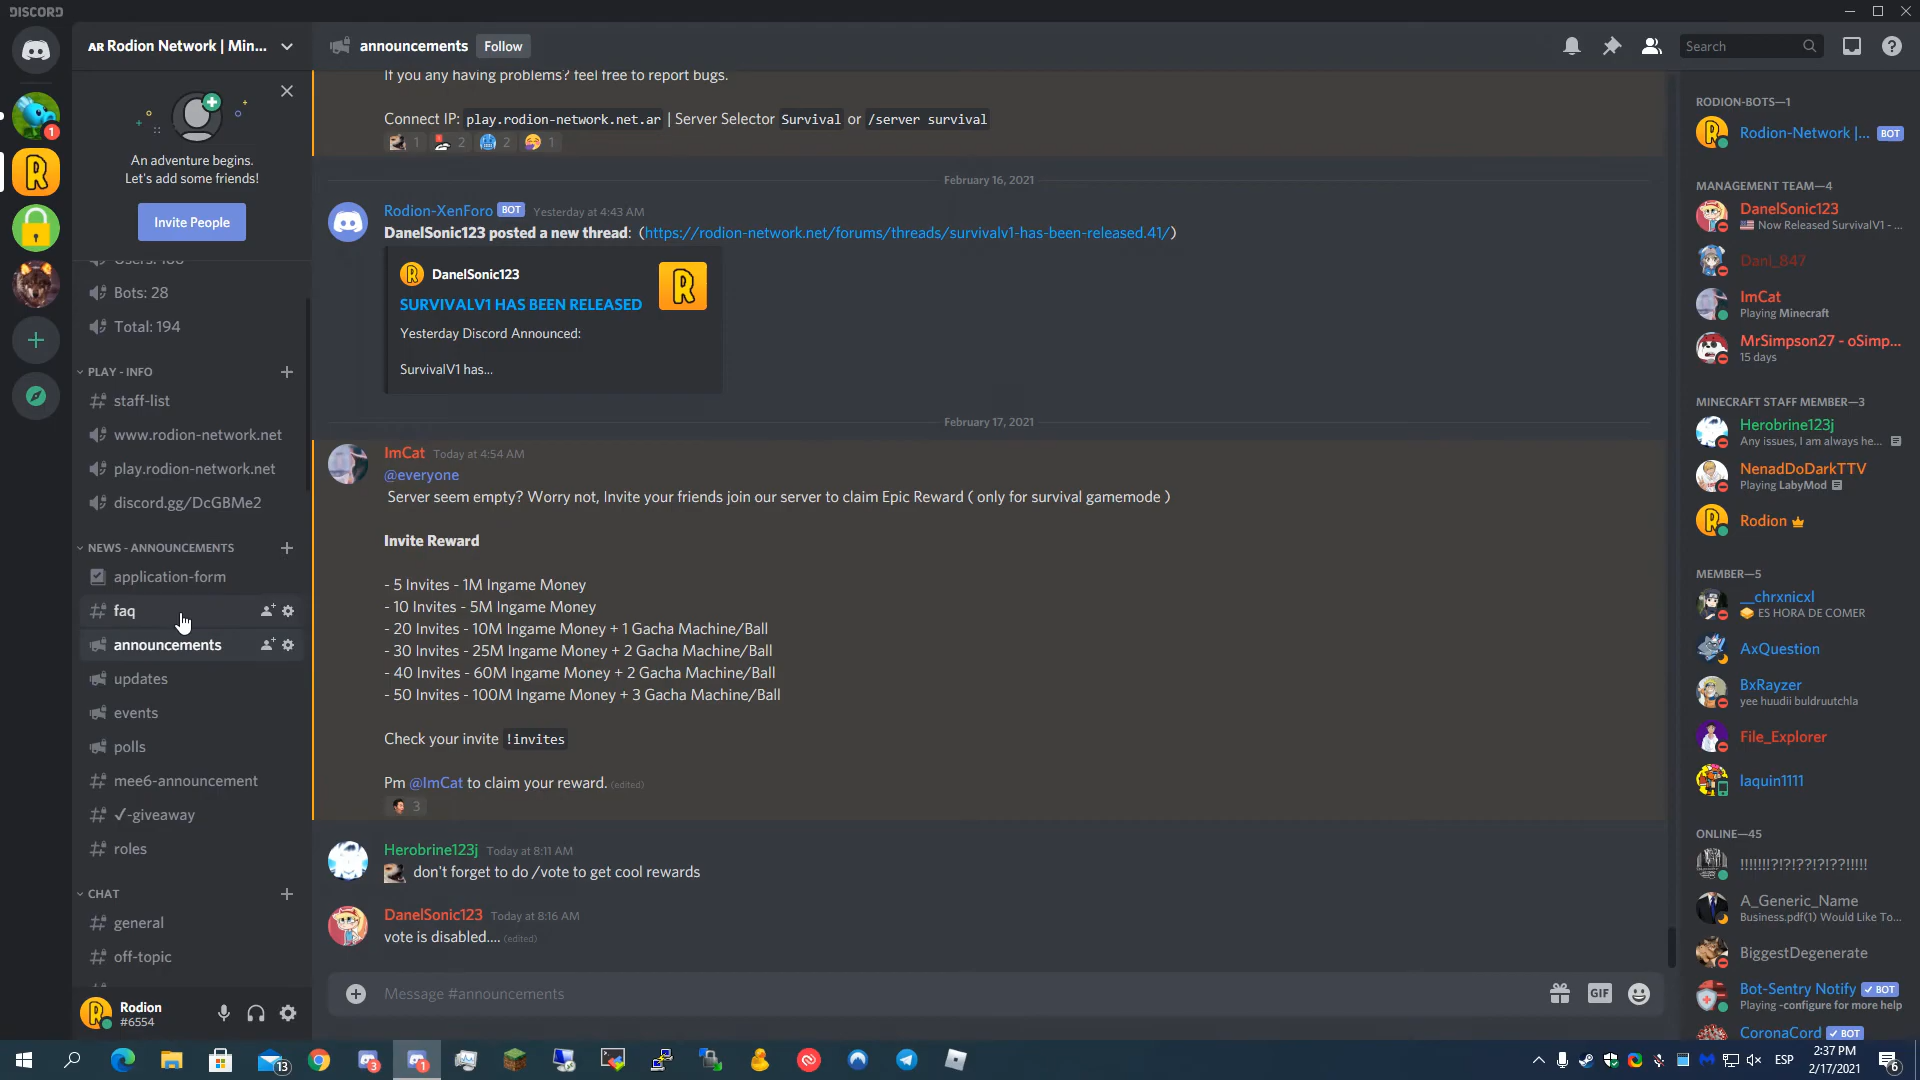 DISCORD
AR Rodion Network | Min...
announcements
Follow
Search
An adventure begins.
Let's add some friends!
Invite People
Bots: 28
Total: 194
PLAY - INFO
staff-list
www.rodion-network.net
play.rodion-network.net
discord.gg/DcGBMe2
NEWS - ANNOUNCEMENTS
application-form
faq
announcements
updates
events
polls
mee6-announcement
✓-giveaway
roles
CHAT
general
off-topic
Rodion
#6554
If you any having problems? feel free to report bugs.
Connect IP: play.rodion-network.net.ar | Server Selector Survival or /server survival
1 2 2 1
February 16, 2021
Rodion-XenForo BOT Yesterday at 4:43 AM
DanelSonic123 posted a new thread: (https://rodion-network.net/forums/threads/survivalv1-has-been-released.41/)
DanelSonic123
SURVIVALV1 HAS BEEN RELEASED
Yesterday Discord Announced:
SurvivalV1 has...
February 17, 2021
ImCat Today at 4:54 AM
@everyone
Server seem empty? Worry not, Invite your friends join our server to claim Epic Reward ( only for survival gamemode )
Invite Reward
- 5 Invites - 1M Ingame Money
- 10 Invites - 5M Ingame Money
- 20 Invites - 10M Ingame Money + 1 Gacha Machine/Ball
- 30 Invites - 25M Ingame Money + 2 Gacha Machine/Ball
- 40 Invites - 60M Ingame Money + 2 Gacha Machine/Ball
- 50 Invites - 100M Ingame Money + 3 Gacha Machine/Ball
Check your invite !invites
Pm @ImCat to claim your reward. (edited)
3
Herobrine123j Today at 8:11 AM
don't forget to do /vote to get cool rewards
DanelSonic123 Today at 8:16 AM
vote is disabled.... (edited)
Message #announcements
GIF
RODION-BOTS—1
Rodion-Network |... BOT
MANAGEMENT TEAM—4
DanelSonic123
Now Released SurvivalV1 - ...
Dani_847
ImCat
Playing Minecraft
MrSimpson27 - oSimp...
15 days
MINECRAFT STAFF MEMBER—3
Herobrine123j
Any issues, I am always he...
NenadDoDarkTTV
Playing LabyMod
Rodion
MEMBER—5
__chrxnicxl
ES HORA DE COMER
AxQuestion
BxRayzer
yee huudii buldruutchla
File_Explorer
laquin1111
ONLINE—45
!!!!!!!?!?!??!?!??!!!!!
A_Generic_Name
Business.pdf(1) Would Like To...
BiggestDegenerate
Bot-Sentry Notify ✓ BOT
Playing -configure for more help
CoronaCord ✓ BOT
1
13
3
1
ESP
2:37 PM
2/17/2021
6